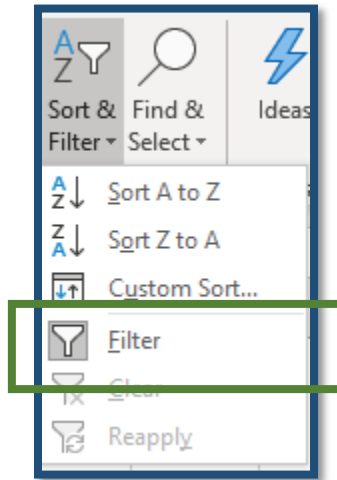 Sort & Find & Ideas
Filter Select
Sort A to Z
Sort Z to A
Custom Sort...
Filter
Clear
Reapply